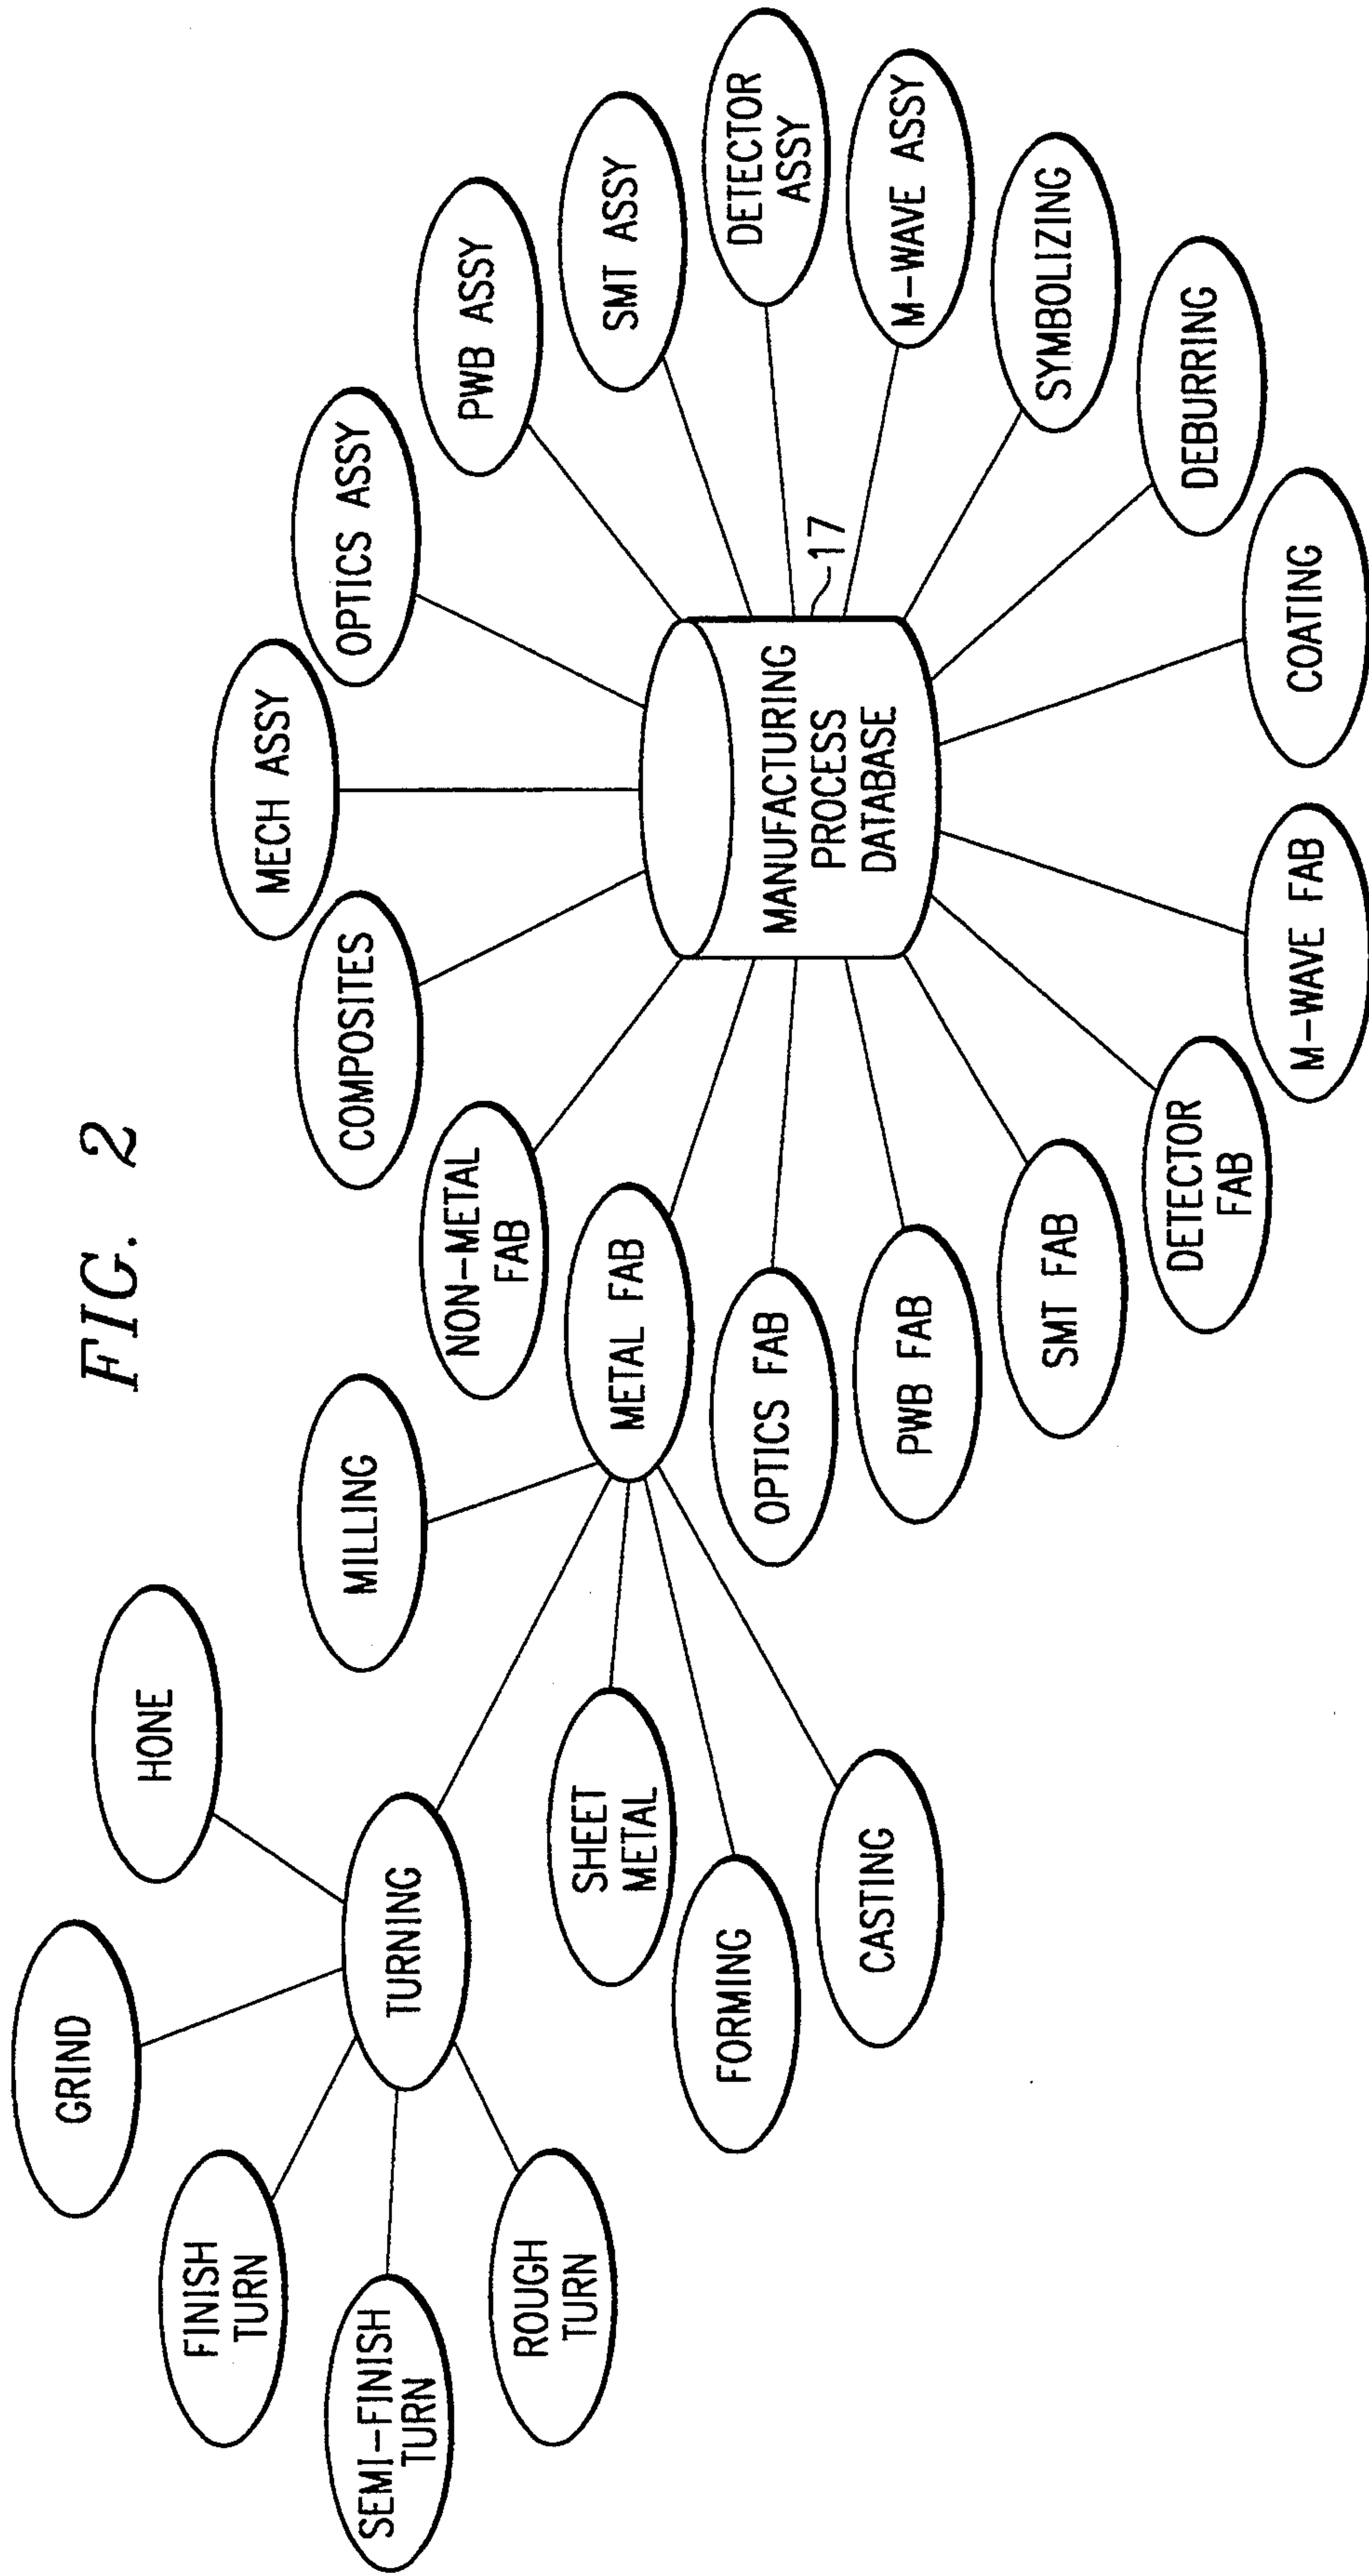 FIG. 2
GRIND
HONE
FINISH
TURN
SEMI-FINISH
TURN
TURNING
ROUGH
TURN
MILLING
SHEET
METAL
FORMING
CASTING
METAL FAB
NON-METAL
FAB
COMPOSITES
MECH ASSY
OPTICS ASSY
PWB ASSY
SMT ASSY
DETECTOR
ASSY
M-WAVE ASSY
SYMBOLIZING
DEBURRING
COATING
M-WAVE FAB
DETECTOR
FAB
SMT FAB
PWB FAB
OPTICS FAB
MANUFACTURING
PROCESS
DATABASE
17